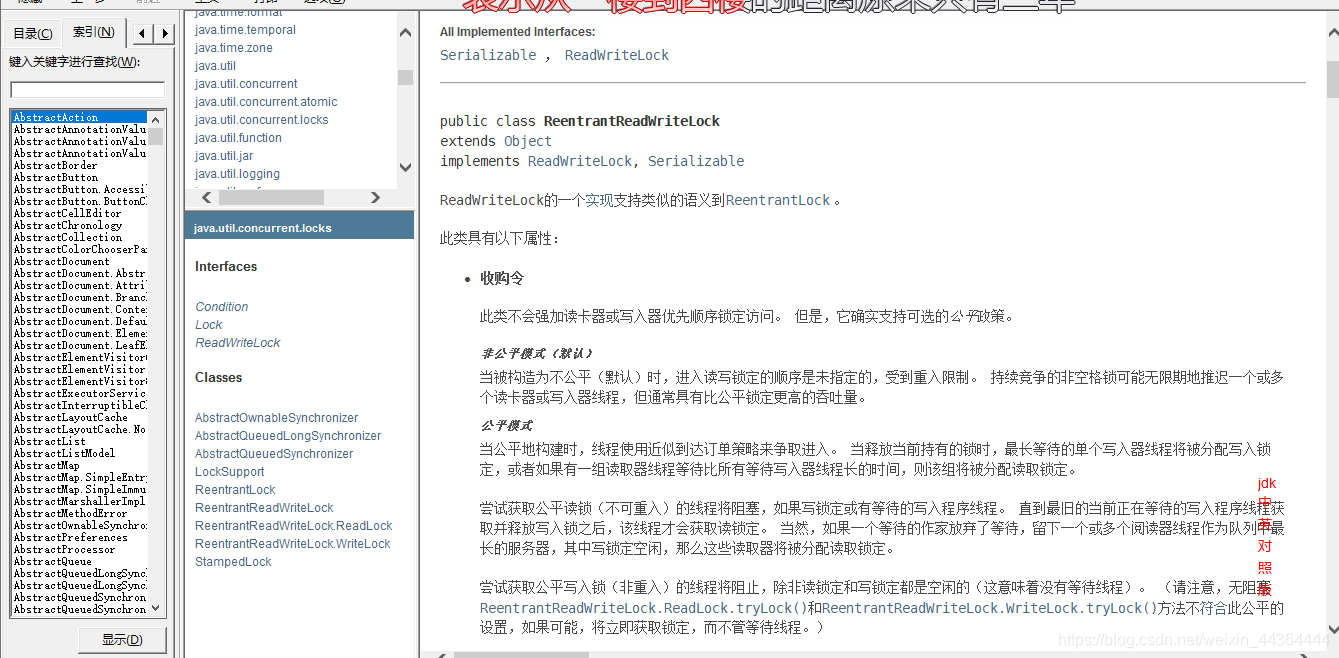 表示从一楼到四楼的距离原来只有三年
目录(C)
索引(N)
键入关键字进行查找(W):
AbstractAction
AbstractAnnotationValu
AbstractAnnotationValu
AbstractAnnotationValu
AbstractBorder
AbstractButton
AbstractButton.Accessi
AbstractButton.ButtonC
AbstractCellEditor
AbstractChronology
AbstractCollection
AbstractColorChooserPa
AbstractDocument
AbstractDocument.Abstr
AbstractDocument.Attri
AbstractDocument.Branc
AbstractDocument.Conte
AbstractDocument.Defau
AbstractDocument.Eleme
AbstractDocument.LeafE
AbstractElementVisitor
AbstractElementVisitor
AbstractElementVisitor
AbstractExecutorServic
AbstractInterruptibleC
AbstractLayoutCache
AbstractLayoutCache.No
AbstractList
AbstractListModel
AbstractMap
AbstractMap.SimpleEntr
AbstractMap.SimpleImmu
AbstractMarshallerImpl
AbstractMethodError
AbstractOwnableSynchro
AbstractPreferences
AbstractProcessor
AbstractQueue
AbstractQueuedLongSync
AbstractQueuedLongSync
AbstractQueuedSynchron
AbstractQueuedSynchron
显示(D)
java.time.format
java.time.temporal
java.time.zone
java.util
java.util.concurrent
java.util.concurrent.atomic
java.util.concurrent.locks
java.util.function
java.util.jar
java.util.logging
java.util.concurrent.locks
Interfaces
Condition
Lock
ReadWriteLock
Classes
AbstractOwnableSynchronizer
AbstractQueuedLongSynchronizer
AbstractQueuedSynchronizer
LockSupport
ReentrantLock
ReentrantReadWriteLock
ReentrantReadWriteLock.ReadLock
ReentrantReadWriteLock.WriteLock
StampedLock
All Implemented Interfaces:
Serializable , ReadWriteLock
public class ReentrantReadWriteLock
extends Object
implements ReadWriteLock, Serializable
ReadWriteLock的一个实现支持类似的语义到ReentrantLock 。
此类具有以下属性：
• 收购令
此类不会强加读卡器或写入器优先顺序锁定访问。 但是，它确实支持可选的公平政策。
非公平模式（默认）
当被构造为不公平（默认）时，进入读写锁定的顺序是未指定的，受到重入限制。 持续竞争的非空格锁可能无限期地推迟一个或多
个读卡器或写入器线程，但通常具有比公平锁定更高的吞吐量。
公平模式
当公平地构建时，线程使用近似到达订单策略来争取进入。 当释放当前持有的锁时，最长等待的单个写入器线程将被分配写入锁
定，或者如果有一组读取器线程等待比所有等待写入器线程长的时间，则该组将被分配读取锁定。
尝试获取公平读锁（不可重入）的线程将阻塞，如果写锁定或有等待的写入程序线程。 直到最旧的当前正在等待的写入程序线程获
取并释放写入锁之后，该线程才会获取读锁定。 当然，如果一个等待的作家放弃了等待，留下一个或多个阅读器线程作为队列中最
长的服务器，其中写锁定空闲，那么这些读取器将被分配读取锁定。
尝试获取公平写入锁（非重入）的线程将阻止，除非读锁定和写锁定都是空闲的（这意味着没有等待线程）。 （请注意，无阻塞
ReentrantReadWriteLock.ReadLock.tryLock()和ReentrantReadWriteLock.WriteLock.tryLock()方法不符合此公平的
设置，如果可能，将立即获取锁定，而不管等待线程。）
jdk
中
英
对
照
版
https://blog.csdn.net/weixin_44364444